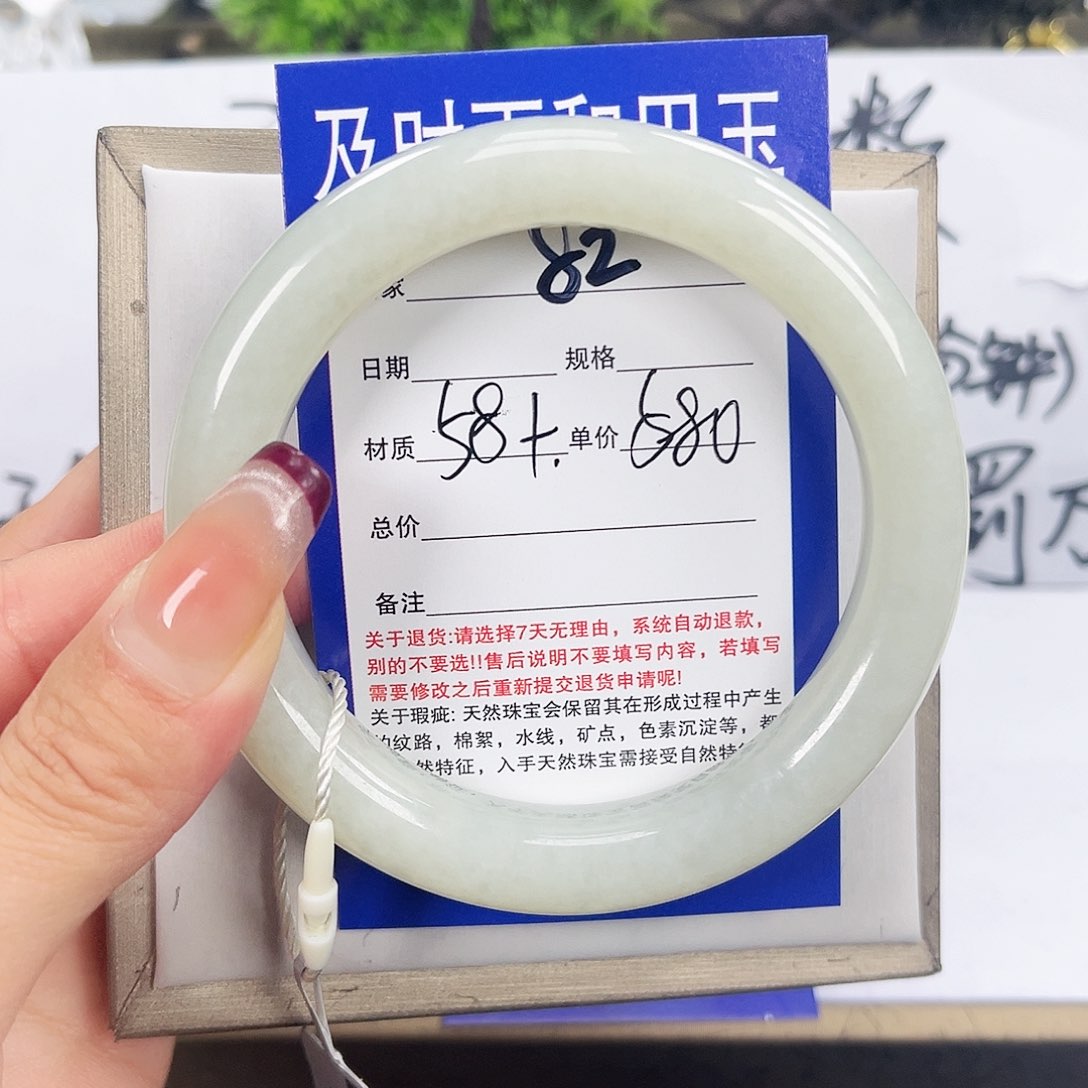 及时雨和田玉
82
家
日期 规格
材质 58+. 单价 680
总价
备注
关于退货:请选择7天无理由，系统自动退款，
别的不要选!!售后说明不要填写内容，若填写
需要修改之后重新提交退货申请呢!
关于瑕疵: 天然珠宝会保留其在形成过程中产生
的纹路，棉絮，水线，矿点，色素沉淀等，都
然特征，入手天然珠宝需接受自然特
罚